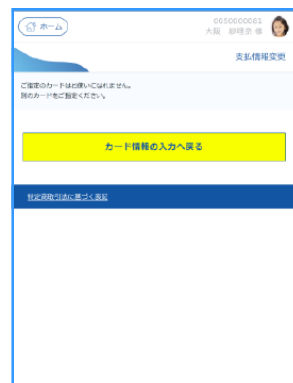 ホーム
0050000061
大阪 様
支払情報変更
ご指定のカードはお使いになれません。
別のカードをご指定ください。
カード情報の入力へ戻る
特定商取引法に基づく表記